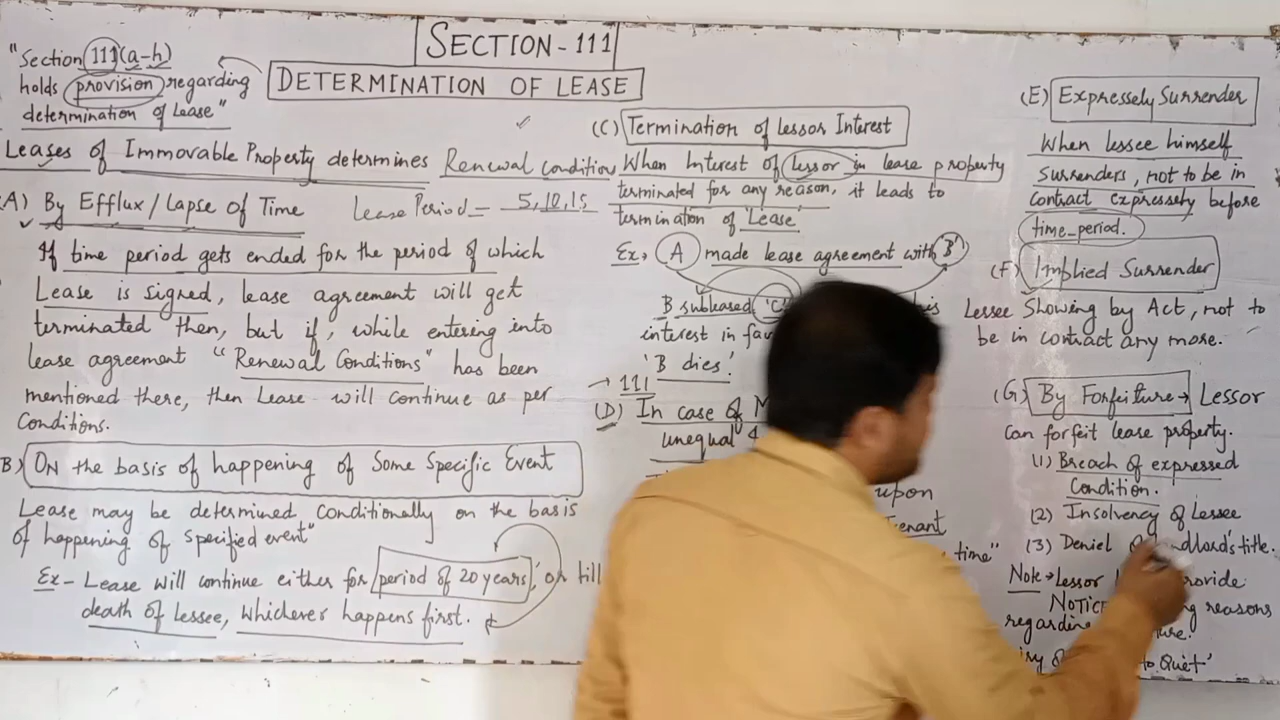 SECTION-111
DETERMINATION OF LEASE
"Section 111(a-h)
holds provision regarding
determination of Lease"
Leases of Immovable Property determines
(A) By Efflux/Lapse of Time
Renewal condition
Lease Period = 5,10,15
If time period gets ended for the period of which
Lease is signed, lease agreement will get
terminated then, but if, while entering into
lease agreement "Renewal Conditions" has been
mentioned there, then Lease will continue as per
Conditions.
B) ON the basis of happening of Some Specific Event
Lease may be determined Conditionally on the basis
of happening of specified event"
Ex- Lease will continue either for period of 20 years, or till
death of Lessee, Whichever happens first.
(C) Termination of lessor Interest
When Interest of lessor in lease property
terminated for any reason, it leads to
termination of 'Lease'
Ex, A made lease agreement with B'
B subleased 'C' his
interest in
'B dies'.
→ 111
(D) In case of
unequal
upon
Tenant
time"
(E) Expressely Surrender
When lessee himself
surrenders, not to be in
contract expressely before
time_period.
(F) Implied Surrender
Lessee Showing by Act, not to
be in contract any more.
(G) By Forfeiture → Lessor
Can forfeit lease property.
(1) Breach of expressed
Condition.
(2) Insolvency of Lessee
(3) Deniel title.
Note → Lessor
reasons
regarding
to Quit'